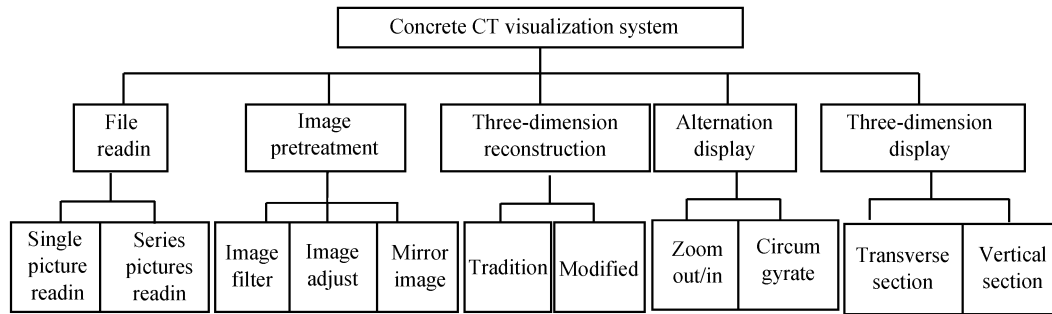 Concrete CT visualization system
File
readin
Image
pretreatment
Three-dimension
reconstruction
Alternation
display
Three-dimension
display
Single
picture
readin
Series
pictures
readin
Image
filter
Image
adjust
Mirror
image
Tradition
Modified
Zoom
out/in
Circum
gyrate
Transverse
section
Vertical
section